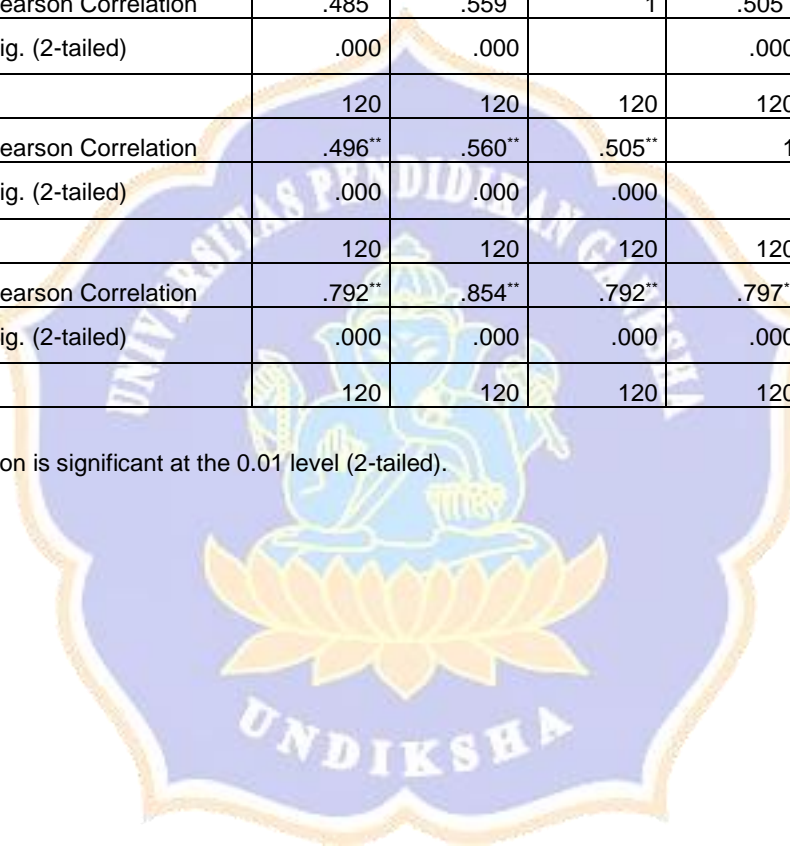 earson Correlation .485 .559 1 .505
ig. (2-tailed) .000 .000 .000
120 120 120 120
earson Correlation .496** .560** .505** 1
ig. (2-tailed) .000 .000 .000
120 120 120 120
earson Correlation .792** .854** .792** .797*
ig. (2-tailed) .000 .000 .000 .000
120 120 120 120
on is significant at the 0.01 level (2-tailed).
UNIVERSITAS PENDIDIKAN GANESHA
UNDIKSHA